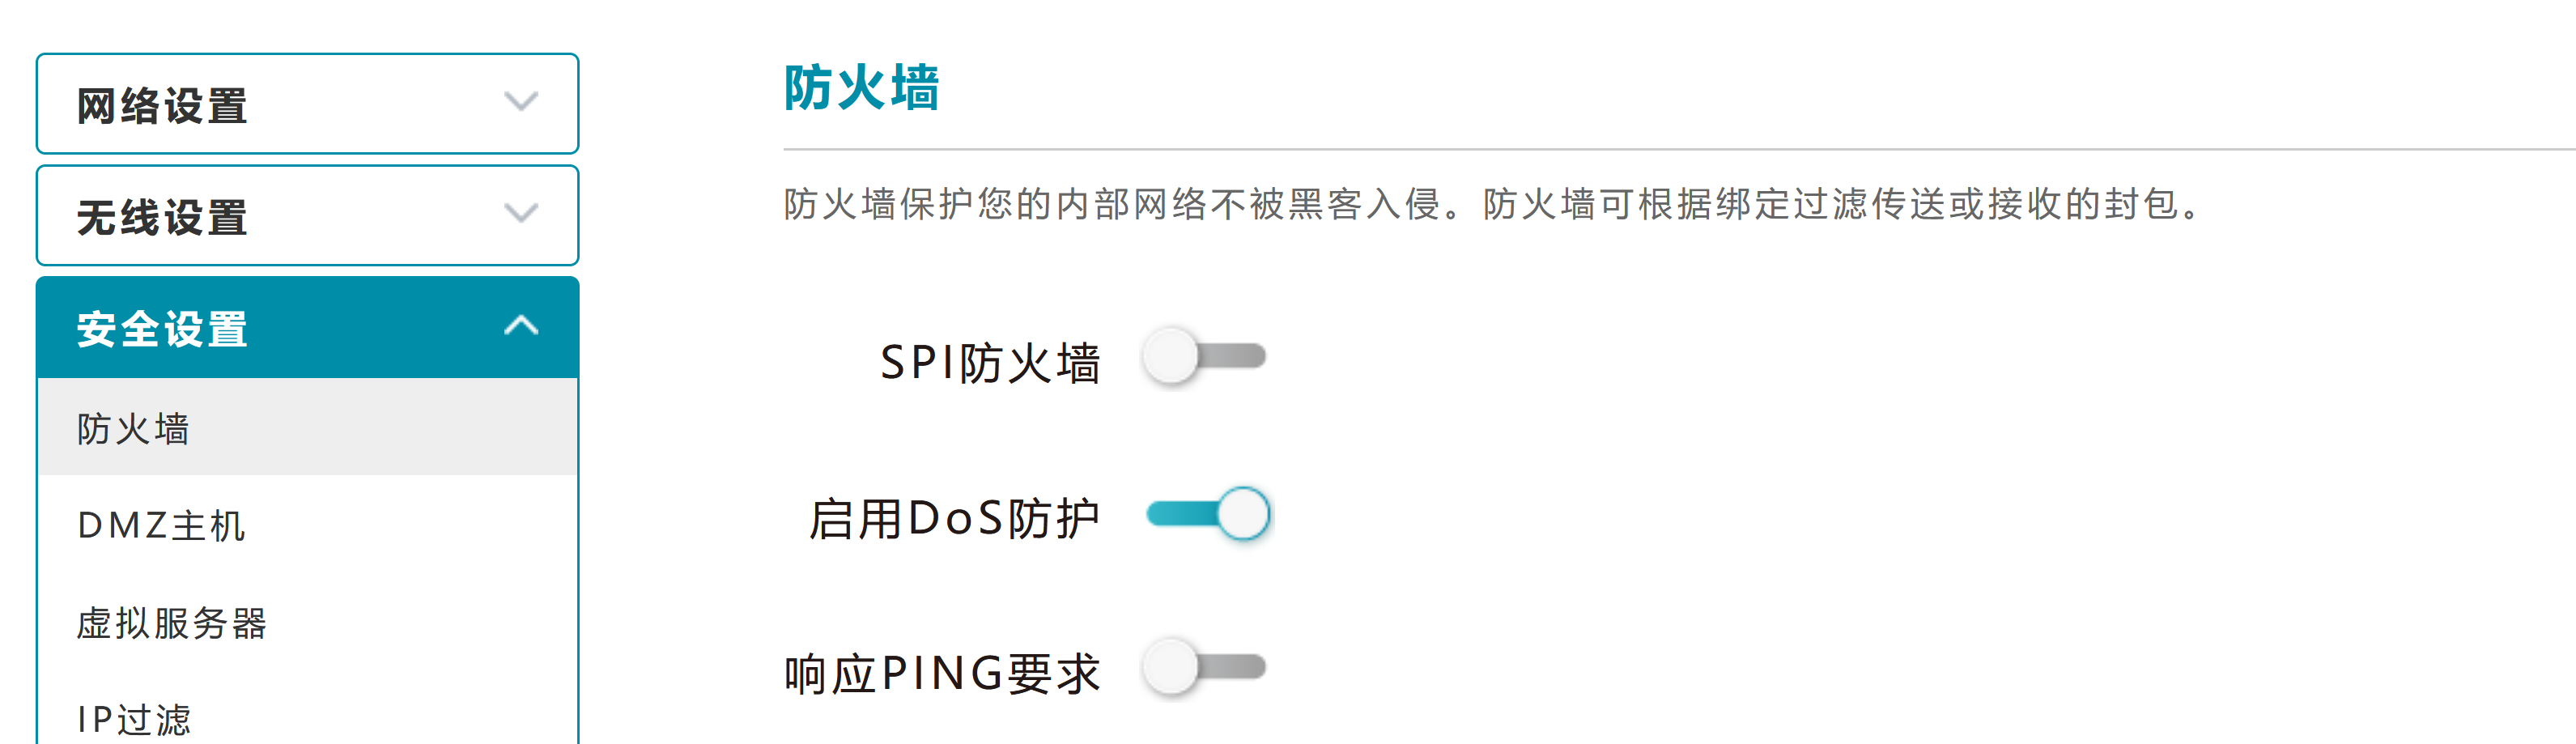 网络设置
无线设置
安全设置
防火墙
DMZ主机
虚拟服务器
IP过滤
防火墙
防火墙保护您的内部网络不被黑客入侵。防火墙可根据绑定过滤传送或接收的封包。
SPI防火墙
启用DoS防护
响应PING要求